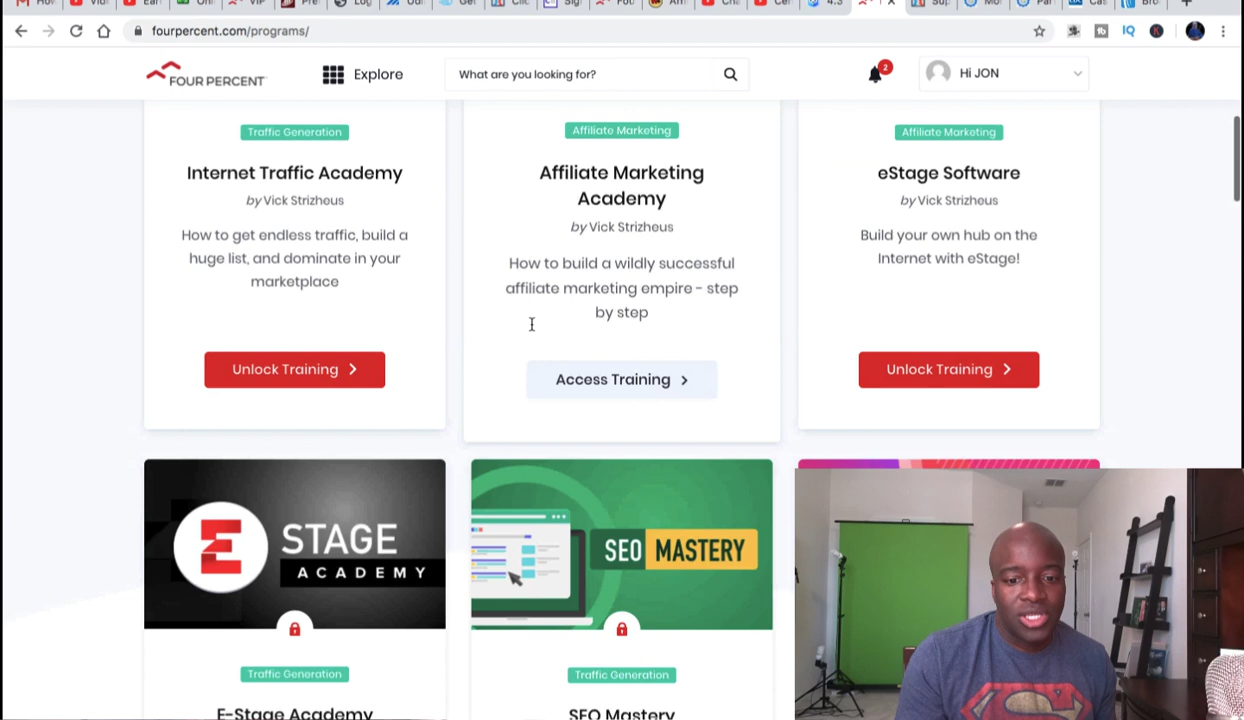 fourpercent.com/programs/
IQ
FOUR PERCENT
Explore
What are you looking for?
2
Hi JON
Traffic Generation
Internet Traffic Academy
by Vick Strizheus
How to get endless traffic, build a
huge list, and dominate in your
marketplace
Unlock Training
Affiliate Marketing
Affiliate Marketing
Academy
by Vick Strizheus
How to build a wildly successful
affiliate marketing empire - step
by step
Access Training
Affiliate Marketing
eStage Software
by Vick Strizheus
Build your own hub on the
Internet with eStage!
Unlock Training
E STAGE
ACADEMY
Traffic Generation
E-Stage Academy
SEO MASTERY
Traffic Generation
SEO Mastery